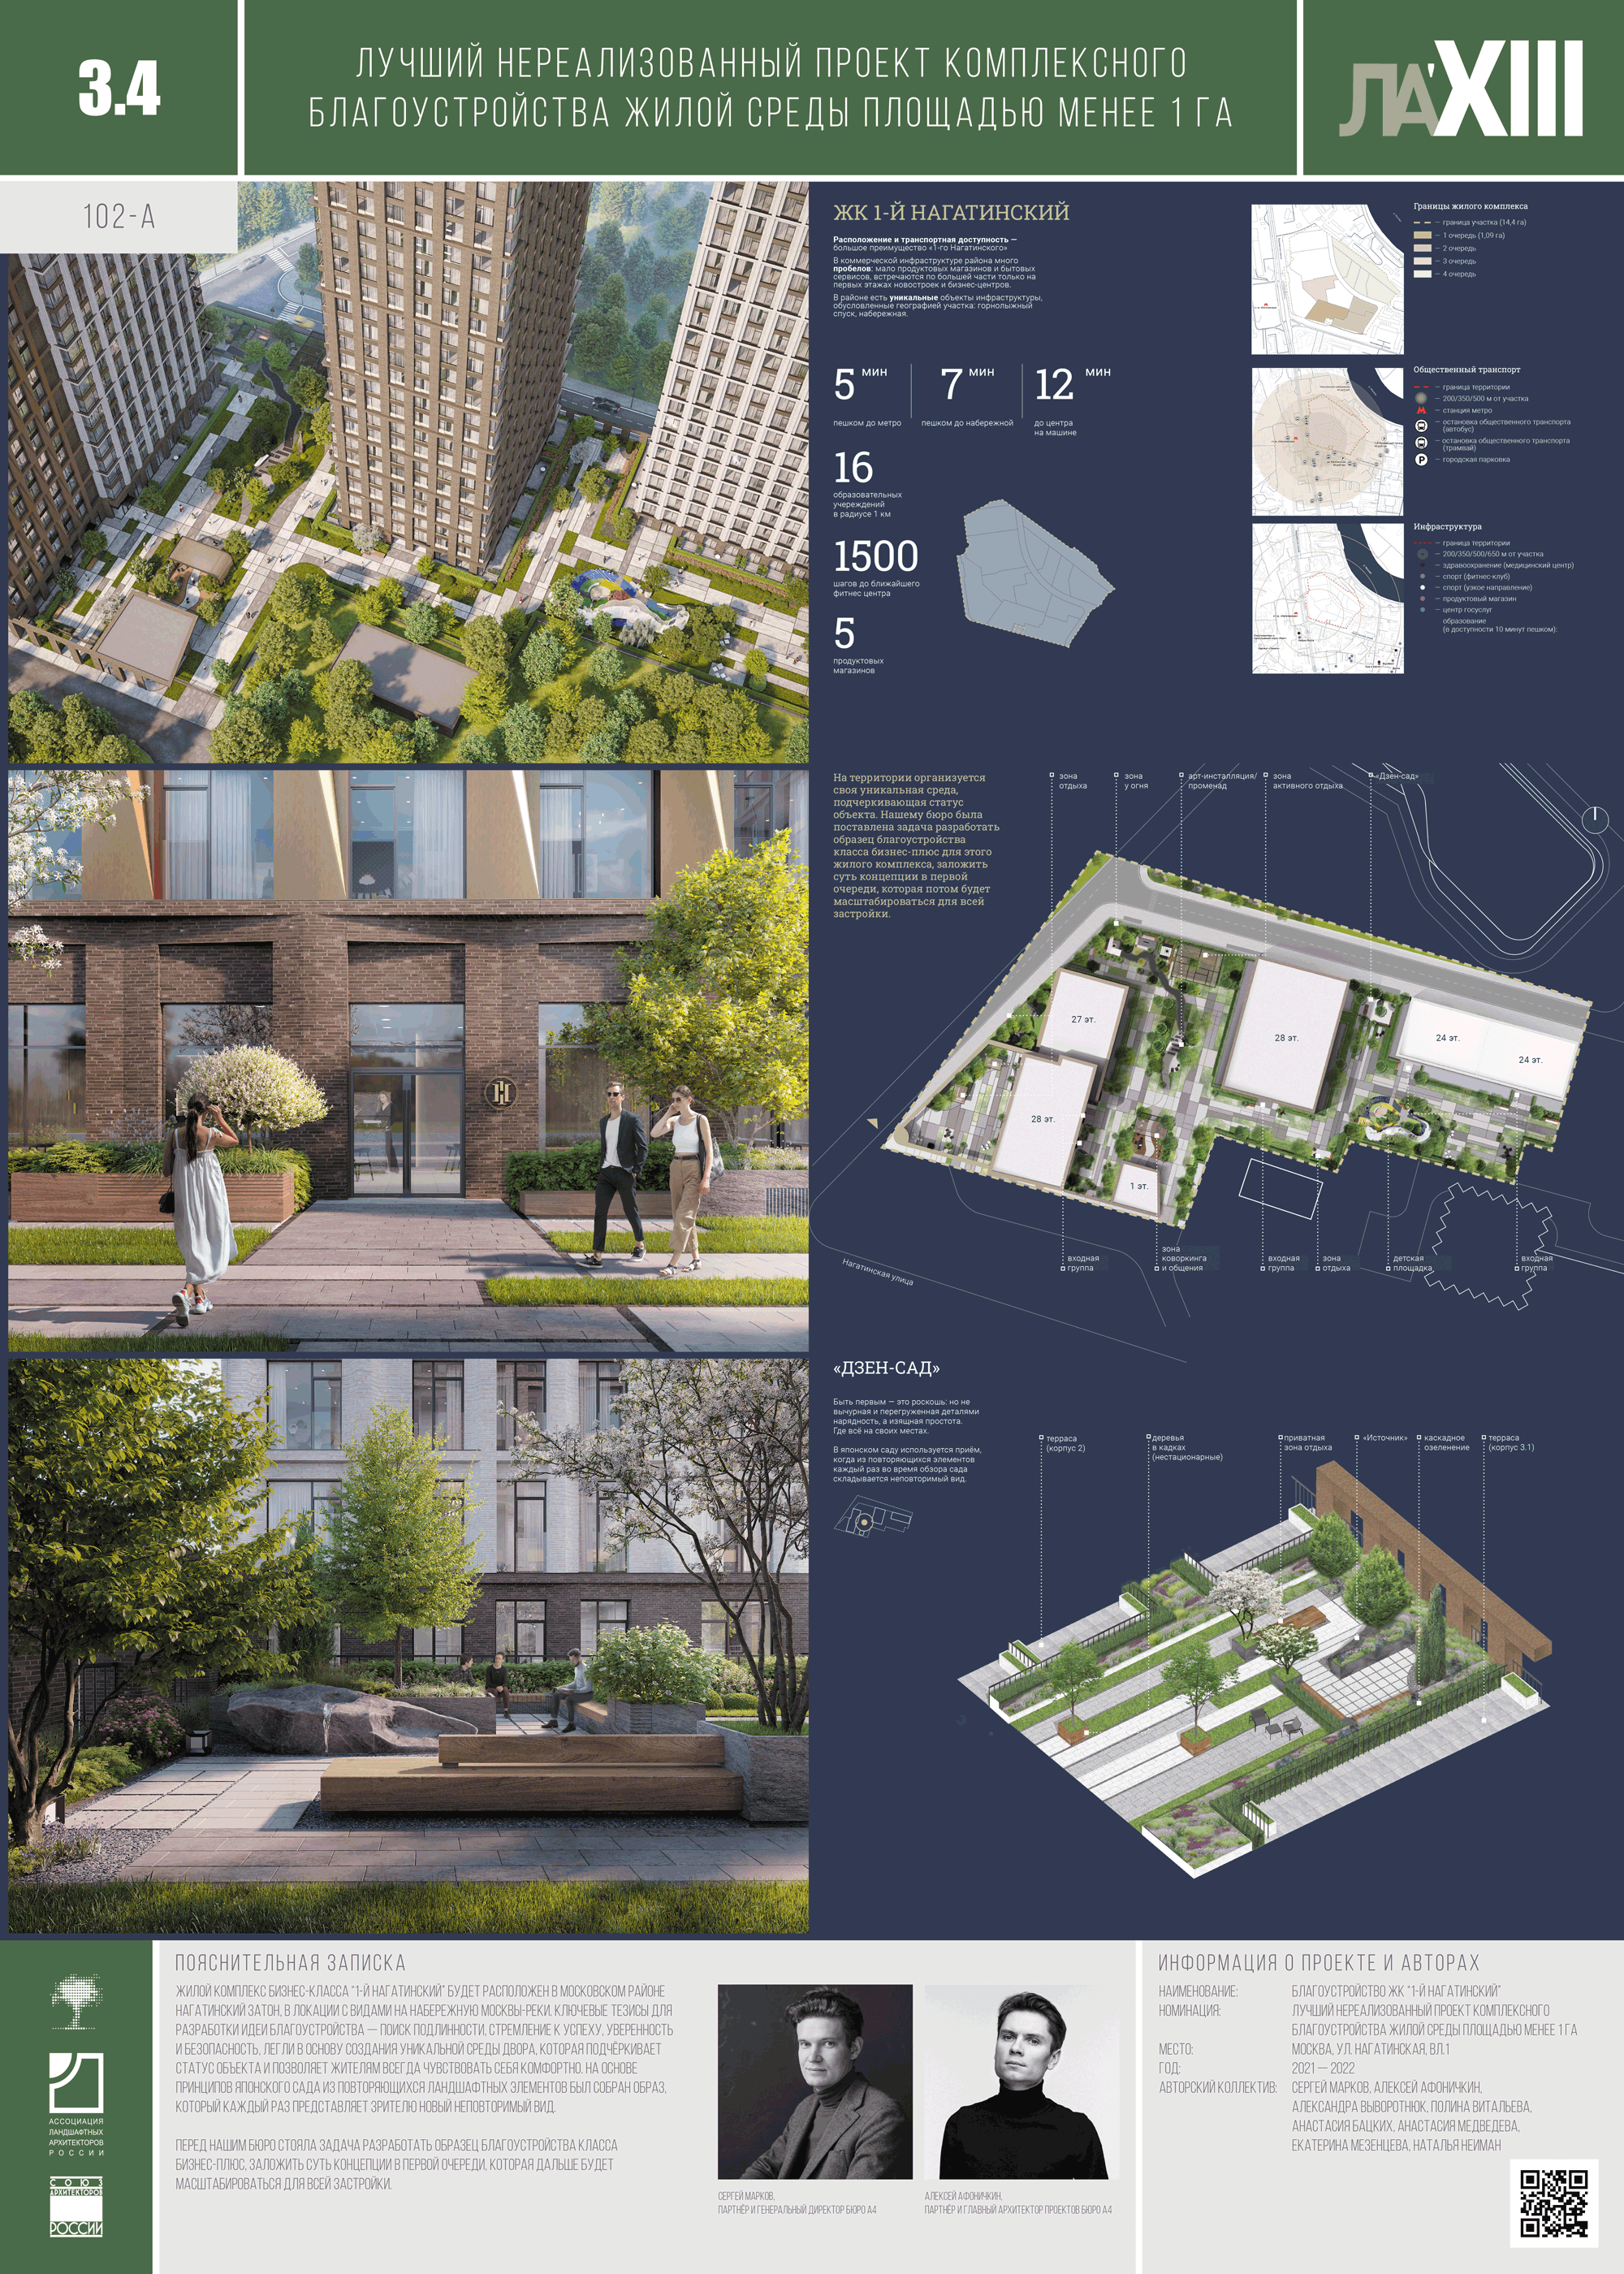 3.4
ЛУЧШИЙ НЕРЕАЛИЗОВАННЫЙ ПРОЕКТ КОМПЛЕКСНОГО
БЛАГОУСТРОЙСТВА ЖИЛОЙ СРЕДЫ ПЛОЩАДЬЮ МЕНЕЕ 1 ГА
ЛА'XIII
102-А
ЖК 1-Й НАГАТИНСКИЙ
Расположение и транспортная доступность —
большое преимущество «1-го Нагатинского»
В коммерческой инфраструктуре района много
пробелов: мало продуктовых магазинов и бытовых
сервисов, встречаются по большей части только на
первых этажах новостроек и бизнес-центров.
В районе есть уникальные объекты инфраструктуры,
обусловленные географией участка: горнолыжный
спуск, набережная.
5 мин
пешком до метро
7 мин
пешком до набережной
12 мин
до центра
на машине
16
образовательных
учереждений
в радиусе 1 км
1500
шагов до ближайшего
фитнес центра
5
продуктовых
магазинов
Границы жилого комплекса
— граница участка (14,4 га)
— 1 очередь (1,09 га)
— 2 очередь
— 3 очередь
— 4 очередь
Общественный транспорт
— граница территории
— 200/350/500 м от участка
— станция метро
— остановка общественного транспорта
(автобус)
— остановка общественного транспорта
(трамвай)
P — городская парковка
Инфраструктура
— граница территории
— 200/350/500/650 м от участка
— здравоохранение (медицинский центр)
— спорт (фитнес-клуб)
— спорт (узкое направление)
— продуктовый магазин
— центр госуслуг
образование
(в доступности 10 минут пешком):
На территории организуется
своя уникальная среда,
подчеркивающая статус
объекта. Нашему бюро была
поставлена задача разработать
образец благоустройства
класса бизнес-плюс для этого
жилого комплекса, заложить
суть концепции в первой
очереди, которая потом будет
масштабироваться для всей
застройки.
зона
отдыха
зона
у огня
арт-инсталляция/
променад
зона
активного отдыха
«Дзен-сад»
27 эт.
28 эт.
24 эт.
24 эт.
28 эт.
1 эт.
входная
группа
зона
коворкинга
и общения
входная
группа
зона
отдыха
детская
площадка
входная
группа
Нагатинская улица
«ДЗЕН-САД»
Быть первым — это роскошь: но не
вычурная и перегруженная деталями
нарядность, а изящная простота.
Где всё на своих местах.
В японском саду используется приём,
когда из повторяющихся элементов
каждый раз во время обзора сада
складывается неповторимый вид.
терраса
(корпус 2)
деревья
в кадках
(нестационарные)
приватная
зона отдыха
«Источник»
каскадное
озеленение
терраса
(корпус 3.1)
ПОЯСНИТЕЛЬНАЯ ЗАПИСКА
ЖИЛОЙ КОМПЛЕКС БИЗНЕС-КЛАССА "1-Й НАГАТИНСКИЙ" БУДЕТ РАСПОЛОЖЕН В МОСКОВСКОМ РАЙОНЕ
НАГАТИНСКИЙ ЗАТОН, В ЛОКАЦИИ С ВИДАМИ НА НАБЕРЕЖНУЮ МОСКВЫ-РЕКИ. КЛЮЧЕВЫЕ ТЕЗИСЫ ДЛЯ
РАЗРАБОТКИ ИДЕИ БЛАГОУСТРОЙСТВА — ПОИСК ПОДЛИННОСТИ, СТРЕМЛЕНИЕ К УСПЕХУ, УВЕРЕННОСТЬ
И БЕЗОПАСНОСТЬ, ЛЕГЛИ В ОСНОВУ СОЗДАНИЯ УНИКАЛЬНОЙ СРЕДЫ ДВОРА, КОТОРАЯ ПОДЧЁРКИВАЕТ
СТАТУС ОБЪЕКТА И ПОЗВОЛЯЕТ ЖИТЕЛЯМ ВСЕГДА ЧУВСТВОВАТЬ СЕБЯ КОМФОРТНО. НА ОСНОВЕ
ПРИНЦИПОВ ЯПОНСКОГО САДА ИЗ ПОВТОРЯЮЩИХСЯ ЛАНДШАФТНЫХ ЭЛЕМЕНТОВ БЫЛ СОБРАН ОБРАЗ,
КОТОРЫЙ КАЖДЫЙ РАЗ ПРЕДСТАВЛЯЕТ ЗРИТЕЛЮ НОВЫЙ НЕПОВТОРИМЫЙ ВИД.
ПЕРЕД НАШИМ БЮРО СТОЯЛА ЗАДАЧА РАЗРАБОТАТЬ ОБРАЗЕЦ БЛАГОУСТРОЙСТВА КЛАССА
БИЗНЕС-ПЛЮС, ЗАЛОЖИТЬ СУТЬ КОНЦЕПЦИИ В ПЕРВОЙ ОЧЕРЕДИ, КОТОРАЯ ДАЛЬШЕ БУДЕТ
МАСШТАБИРОВАТЬСЯ ДЛЯ ВСЕЙ ЗАСТРОЙКИ.
СЕРГЕЙ МАРКОВ,
ПАРТНЁР И ГЕНЕРАЛЬНЫЙ ДИРЕКТОР БЮРО А4
АЛЕКСЕЙ АФОНИЧКИН,
ПАРТНЁР И ГЛАВНЫЙ АРХИТЕКТОР ПРОЕКТОВ БЮРО А4
ИНФОРМАЦИЯ О ПРОЕКТЕ И АВТОРАХ
НАИМЕНОВАНИЕ: БЛАГОУСТРОЙСТВО ЖК "1-Й НАГАТИНСКИЙ"
НОМИНАЦИЯ: ЛУЧШИЙ НЕРЕАЛИЗОВАННЫЙ ПРОЕКТ КОМПЛЕКСНОГО
БЛАГОУСТРОЙСТВА ЖИЛОЙ СРЕДЫ ПЛОЩАДЬЮ МЕНЕЕ 1 ГА
МЕСТО: МОСКВА, УЛ. НАГАТИНСКАЯ, ВЛ.1
ГОД: 2021 — 2022
АВТОРСКИЙ КОЛЛЕКТИВ: СЕРГЕЙ МАРКОВ, АЛЕКСЕЙ АФОНИЧКИН,
АЛЕКСАНДРА ВЫВОРОТНЮК, ПОЛИНА ВИТАЛЬЕВА,
АНАСТАСИЯ БАЦКИХ, АНАСТАСИЯ МЕДВЕДЕВА,
ЕКАТЕРИНА МЕЗЕНЦЕВА, НАТАЛЬЯ НЕИМАН
АССОЦИАЦИЯ
ЛАНДШАФТНЫХ
АРХИТЕКТОРОВ
РОССИИ
СОЮЗ
АРХИТЕКТОРОВ
РОССИИ